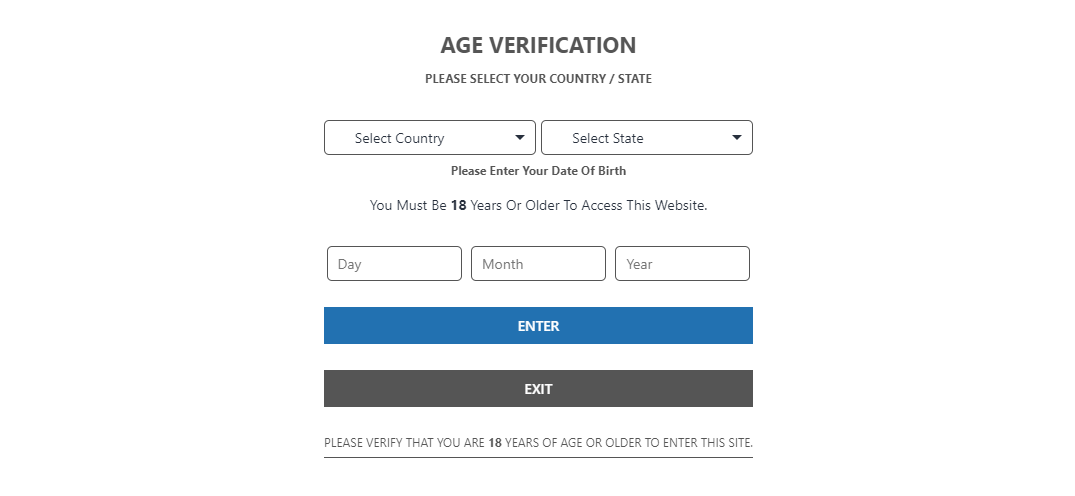 AGE VERIFICATION
PLEASE SELECT YOUR COUNTRY / STATE
Select Country Select State
Please Enter Your Date Of Birth
You Must Be 18 Years Or Older To Access This Website.
Day Month Year
ENTER
EXIT
PLEASE VERIFY THAT YOU ARE 18 YEARS OF AGE OR OLDER TO ENTER THIS SITE.